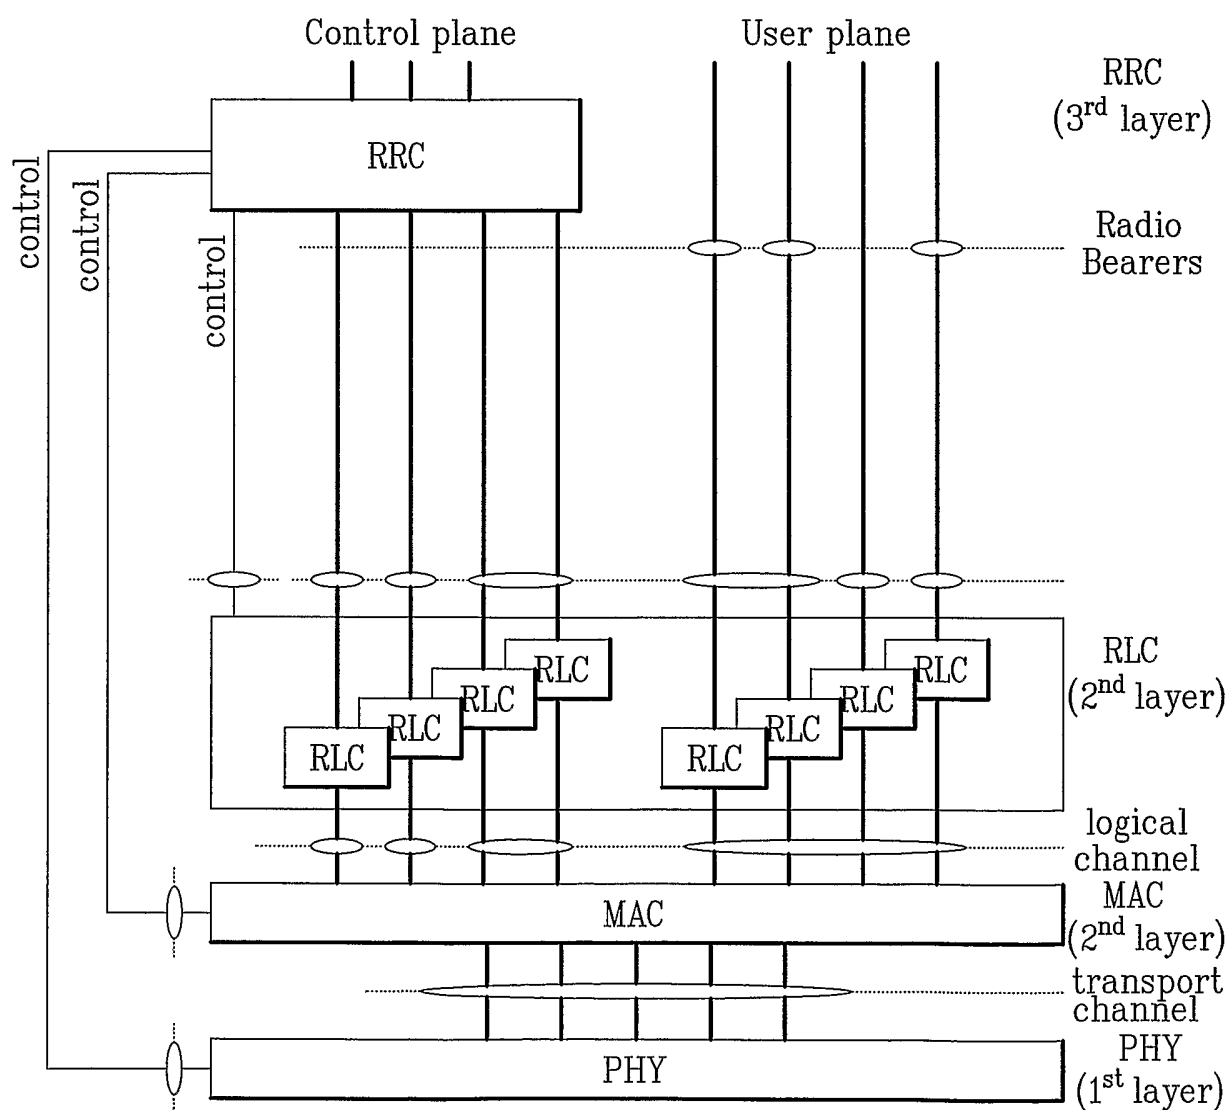 Control plane
User plane
RRC
(3rd layer)
RRC
control
control
control
Radio
Bearers
RLC
RLC
RLC
RLC
RLC
RLC
RLC
RLC
RLC
(2nd layer)
logical
channel
MAC
MAC
(2nd layer)
transport
channel
PHY
PHY
(1st layer)